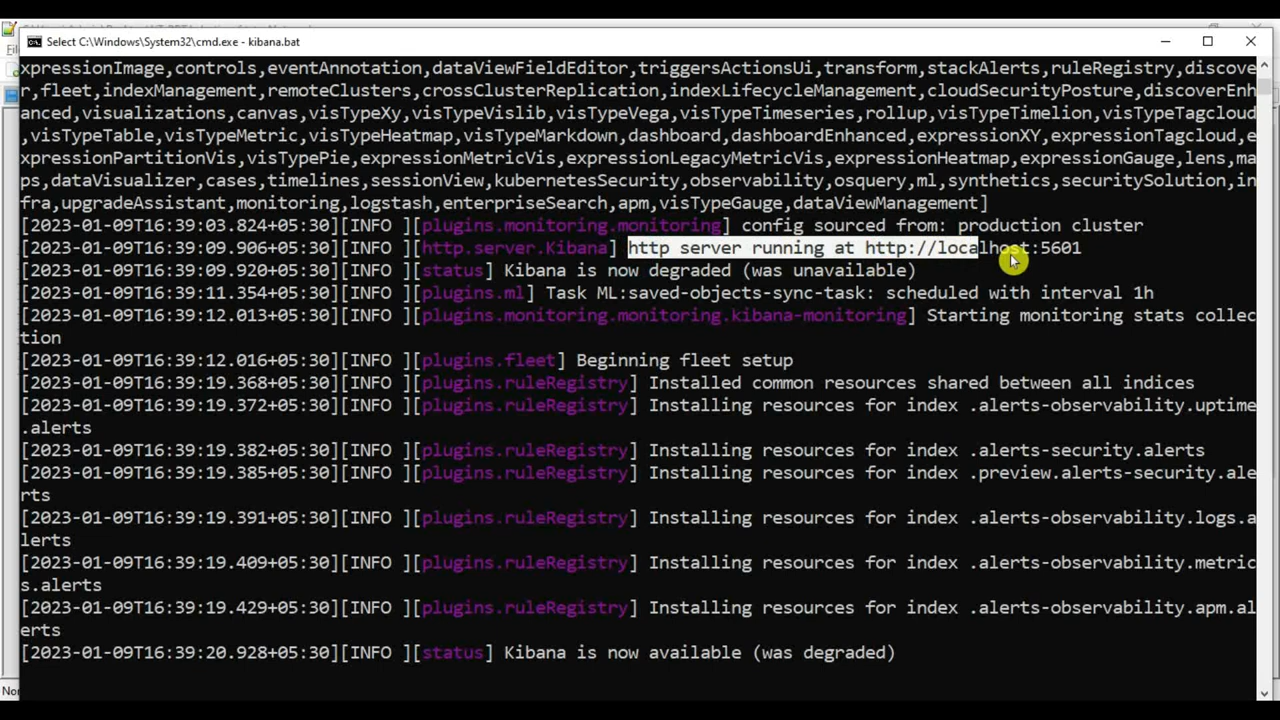 Select C:\Windows\System32\cmd.exe - kibana.bat
xpressionImage,controls,eventAnnotation,dataViewFieldEditor,triggersActionsUi,transform,stackAlerts,ruleRegistry,discove
r,fleet,indexManagement,remoteClusters,crossClusterReplication,indexLifecycleManagement,cloudSecurityPosture,discoverEnh
anced,visualizations,canvas,visTypeXy,visTypeVislib,visTypeVega,visTypeTimeseries,rollup,visTypeTimelion,visTypeTagcloud
,visTypeTable,visTypeMetric,visTypeHeatmap,visTypeMarkdown,dashboard,dashboardEnhanced,expressionXY,expressionTagcloud,e
xpressionPartitionVis,visTypePie,expressionMetricVis,expressionLegacyMetricVis,expressionHeatmap,expressionGauge,lens,ma
ps,dataVisualizer,cases,timelines,sessionView,kubernetesSecurity,observability,osquery,ml,synthetics,securitySolution,in
fra,upgradeAssistant,monitoring,logstash,enterpriseSearch,apm,visTypeGauge,dataViewManagement]
[2023-01-09T16:39:03.824+05:30][INFO ][plugins.monitoring.monitoring] config sourced from: production cluster
[2023-01-09T16:39:09.906+05:30][INFO ][http.server.Kibana] http server running at http://localhost:5601
[2023-01-09T16:39:09.920+05:30][INFO ][status] Kibana is now degraded (was unavailable)
[2023-01-09T16:39:11.354+05:30][INFO ][plugins.ml] Task ML:saved-objects-sync-task: scheduled with interval 1h
[2023-01-09T16:39:12.013+05:30][INFO ][plugins.monitoring.monitoring.kibana-monitoring] Starting monitoring stats collec
tion
[2023-01-09T16:39:12.016+05:30][INFO ][plugins.fleet] Beginning fleet setup
[2023-01-09T16:39:19.368+05:30][INFO ][plugins.ruleRegistry] Installed common resources shared between all indices
[2023-01-09T16:39:19.372+05:30][INFO ][plugins.ruleRegistry] Installing resources for index .alerts-observability.uptime
.alerts
[2023-01-09T16:39:19.382+05:30][INFO ][plugins.ruleRegistry] Installing resources for index .alerts-security.alerts
[2023-01-09T16:39:19.385+05:30][INFO ][plugins.ruleRegistry] Installing resources for index .preview.alerts-security.ale
rts
[2023-01-09T16:39:19.391+05:30][INFO ][plugins.ruleRegistry] Installing resources for index .alerts-observability.logs.a
lerts
[2023-01-09T16:39:19.409+05:30][INFO ][plugins.ruleRegistry] Installing resources for index .alerts-observability.metric
s.alerts
[2023-01-09T16:39:19.429+05:30][INFO ][plugins.ruleRegistry] Installing resources for index .alerts-observability.apm.al
erts
[2023-01-09T16:39:20.928+05:30][INFO ][status] Kibana is now available (was degraded)